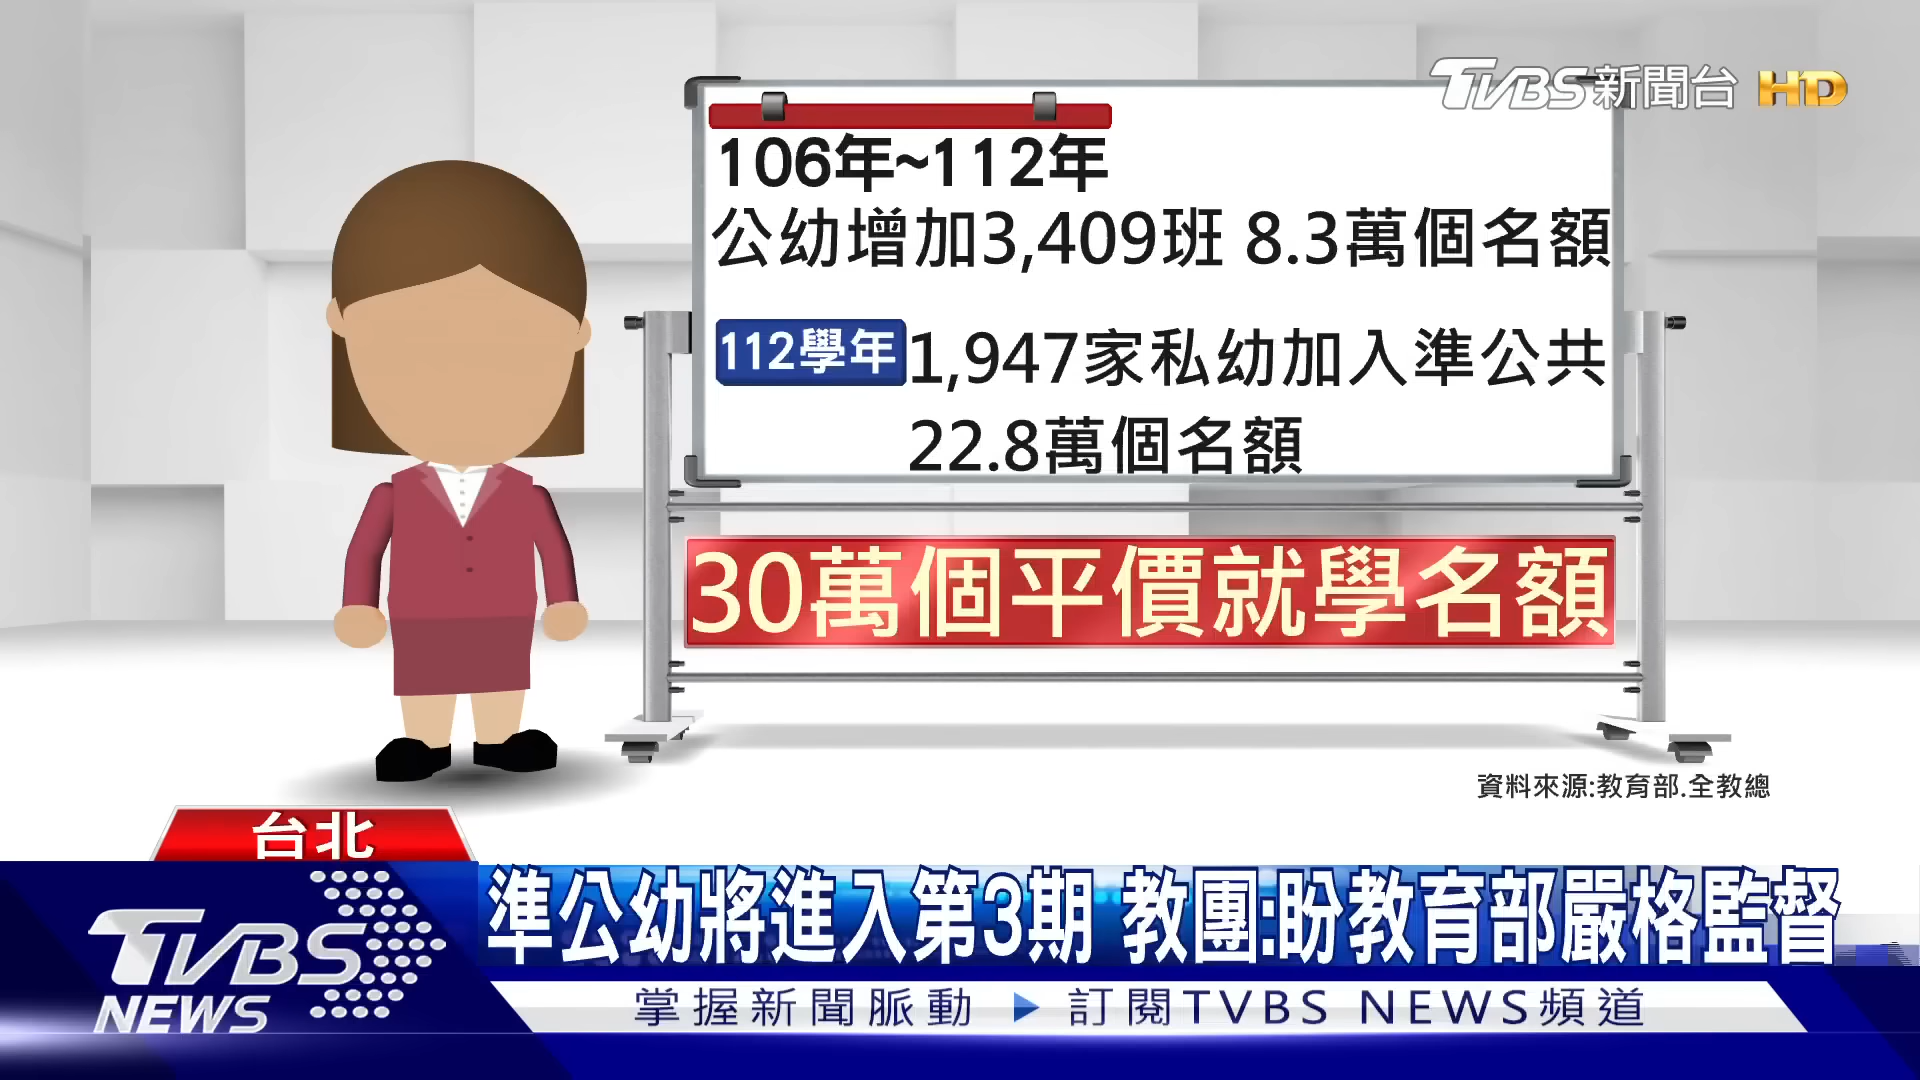 TVBS新聞台 HD
106年~112年
公幼增加3,409班 8.3萬個名額
112學年 1,947家私幼加入準公共
22.8萬個名額
30萬個平價就學名額
資料來源:教育部.全教總
台北
準公幼將進入第3期 教團:盼教育部嚴格監督
TVBS NEWS
掌握新聞脈動 ▶ 訂閱TVBS NEWS頻道